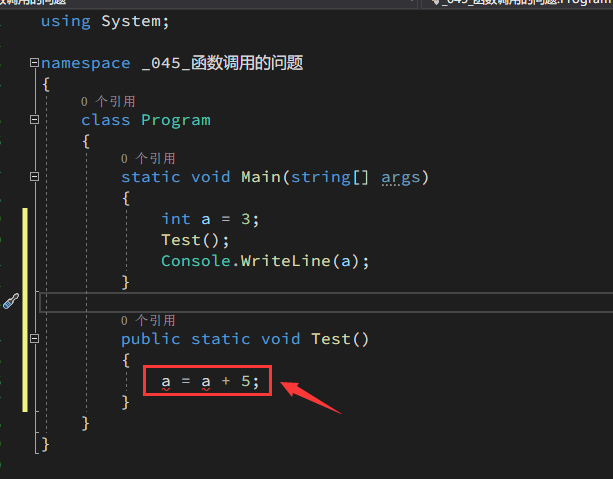 数调用的问题
_045_函数调用的问题.Program
using System;
namespace _045_函数调用的问题
{
0 个引用
class Program
{
0 个引用
static void Main(string[] args)
{
int a = 3;
Test();
Console.WriteLine(a);
}
0 个引用
public static void Test()
{
a = a + 5;
}
}
}